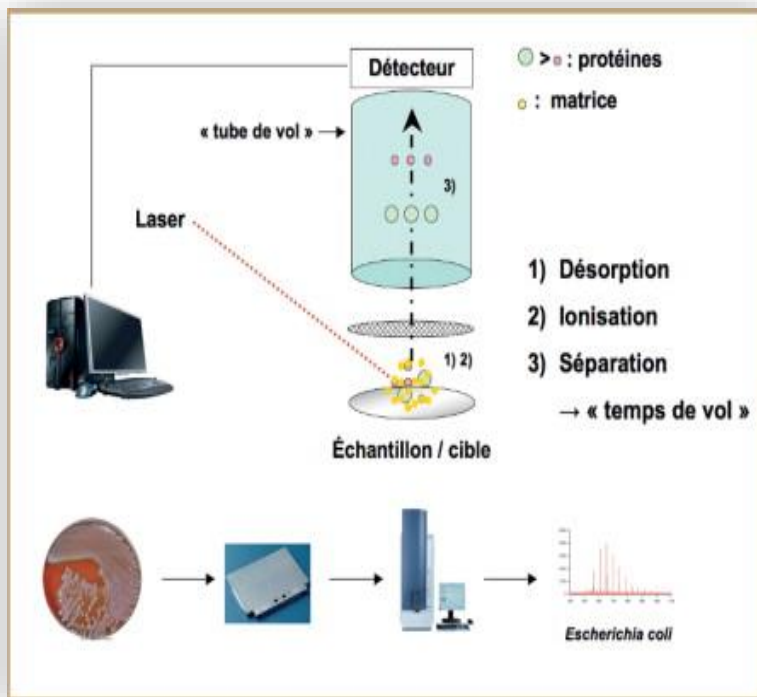 Détecteur
> : protéines
: matrice
« tube de vol » →
3)
Laser
1) Désorption
2) Ionisation
3) Séparation
→ « temps de vol »
1) 2)
Échantillon / cible
Escherichia coli